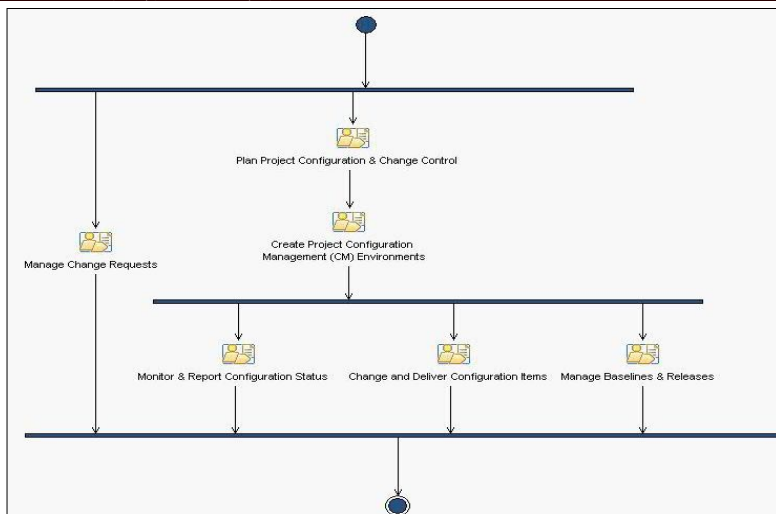 Plan Project Configuration & Change Control
Create Project Configuration
Management (CM) Environments
Manage Change Requests
Monitor & Report Configuration Status
Change and Deliver Configuration Items
Manage Baselines & Releases